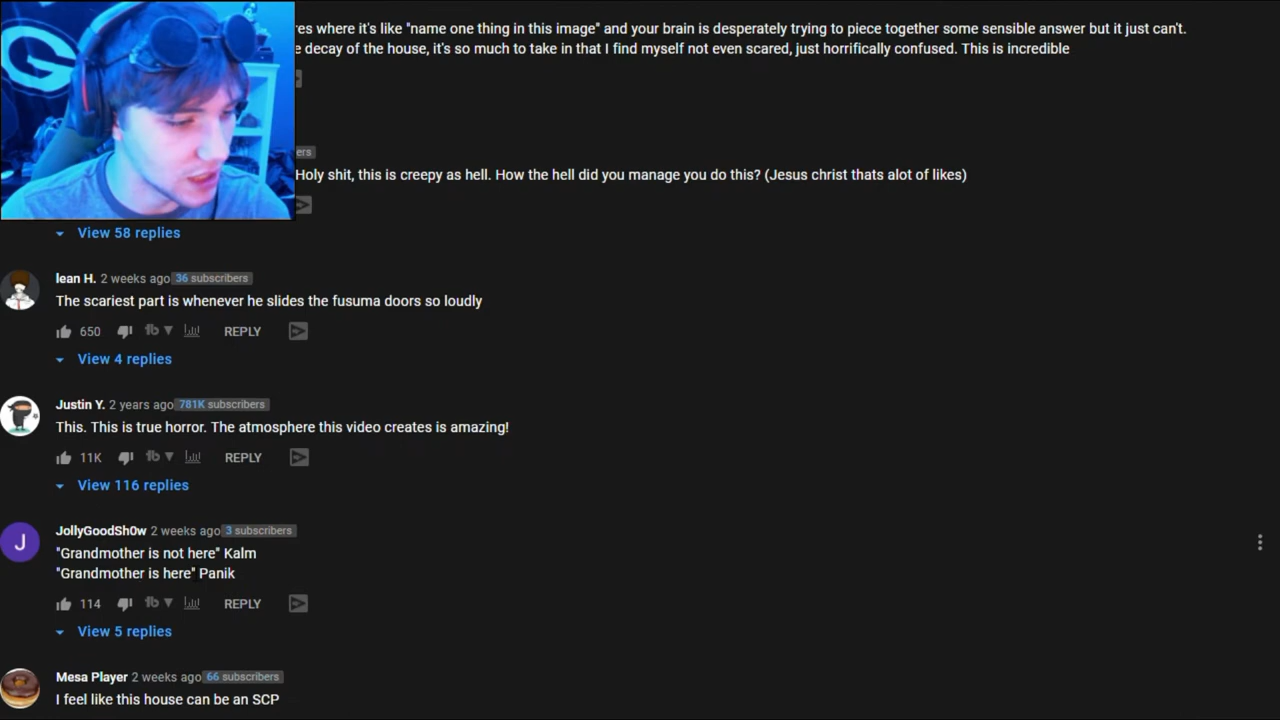 res where it's like "name one thing in this image" and your brain is desperately trying to piece together some sensible answer but it just can't.
e decay of the house, it's so much to take in that I find myself not even scared, just horrifically confused. This is incredible
ers
Holy shit, this is creepy as hell. How the hell did you manage you do this? (Jesus christ thats alot of likes)
View 58 replies
lean H. 2 weeks ago 36 subscribers
The scariest part is whenever he slides the fusuma doors so loudly
650 tb REPLY
View 4 replies
Justin Y. 2 years ago 781K subscribers
This. This is true horror. The atmosphere this video creates is amazing!
11K tb REPLY
View 116 replies
J
JollyGoodSh0w 2 weeks ago 3 subscribers
"Grandmother is not here" Kalm
"Grandmother is here" Panik
114 tb REPLY
View 5 replies
Mesa Player 2 weeks ago 66 subscribers
I feel like this house can be an SCP